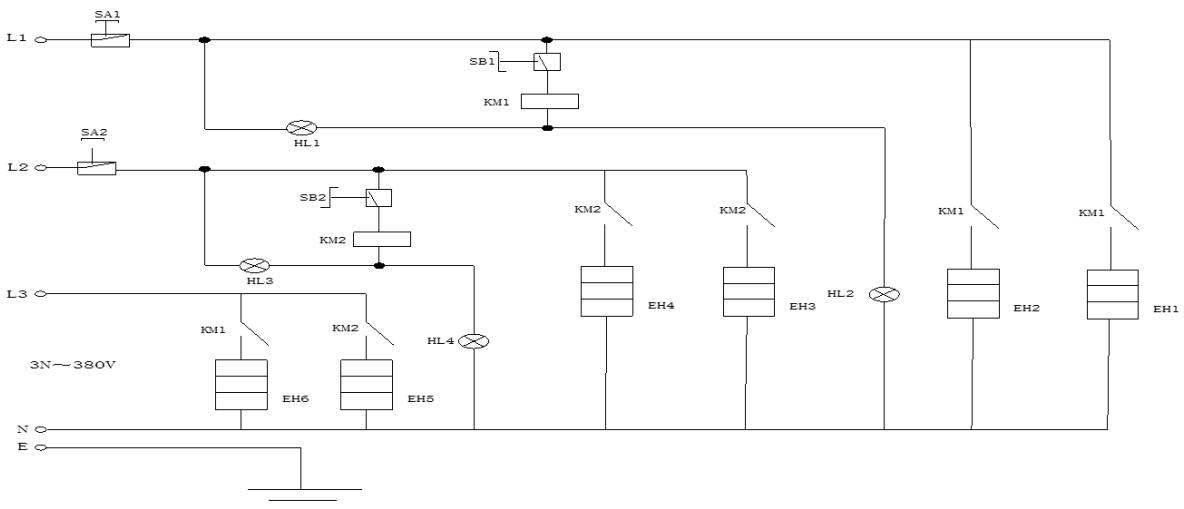 SA1
L1
SB1
KM1
HL1
SA2
L2
SB2
KM2
HL3
KM2
KM2
KM1
KM1
EH4
EH3
HL2
EH2
EH1
L3
KM1
KM2
HL4
3N～380V
EH6
EH5
N
E